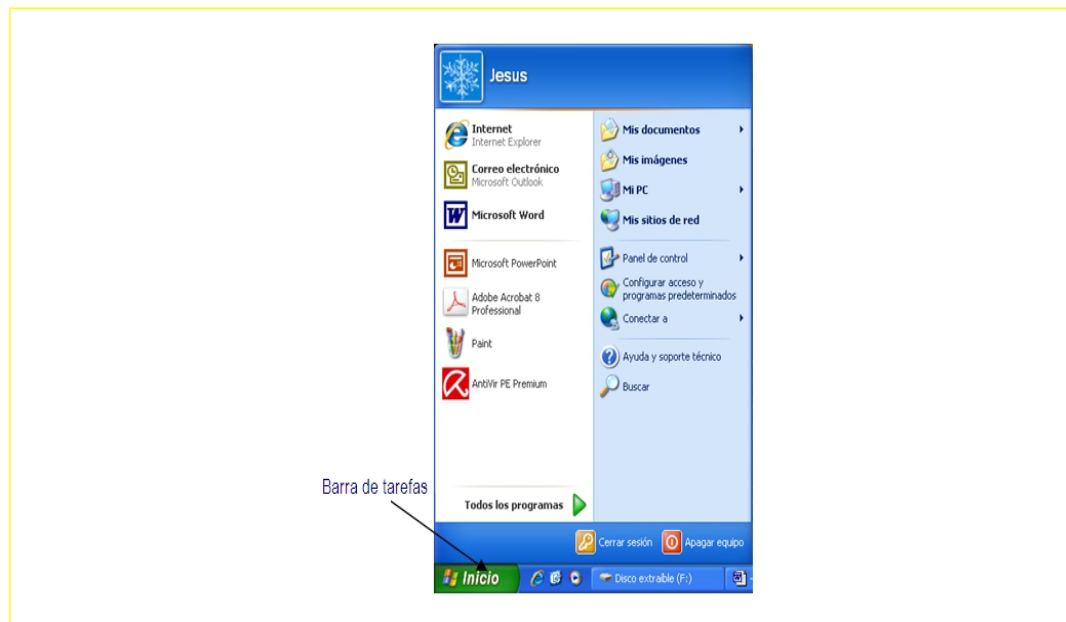 Jesus
Internet
Internet Explorer
Correo electrónico
Microsoft Outlook
Microsoft Word
Microsoft PowerPoint
Adobe Acrobat 8
Professional
Paint
AntiVir PE Premium
Todos los programas
Mis documentos
Mis imágenes
Mi PC
Mis sitios de red
Panel de control
Configurar acceso y
programas predeterminados
Conectar a
Ayuda y soporte técnico
Buscar
Barra de tarefas
Cerrar sesión
Apagar equipo
Inicio
Disco extraíble (F:)